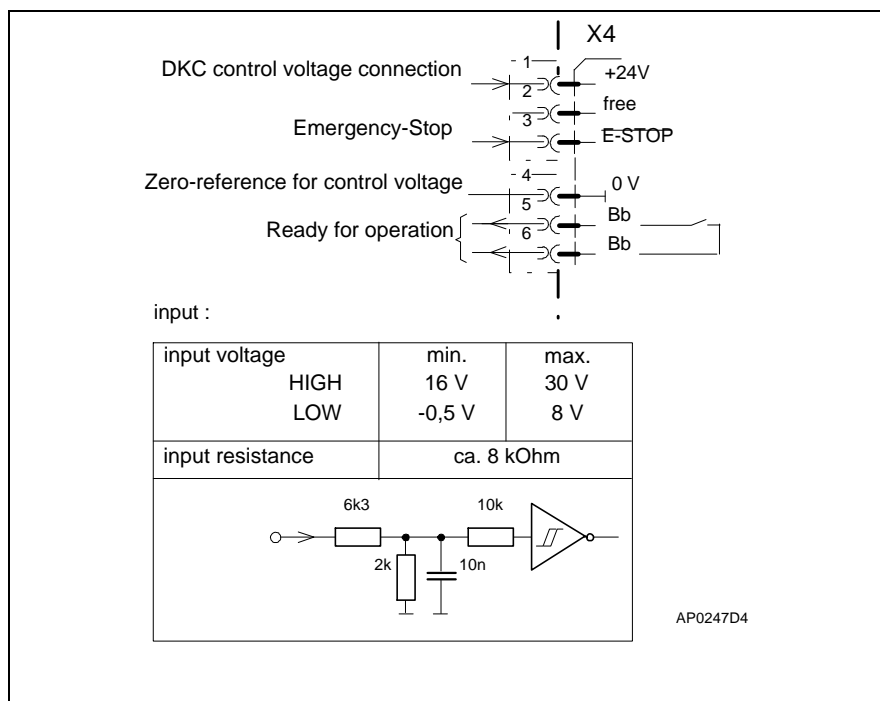 X4
1
DKC control voltage connection
+24V
2
free
3
Emergency-Stop
E-STOP
4
Zero-reference for control voltage
0 V
5
Bb
Ready for operation
6
Bb
input :
input voltage min. max.
HIGH 16 V 30 V
LOW -0,5 V 8 V
input resistance ca. 8 kOhm
6k3 10k
2k 10n
AP0247D4